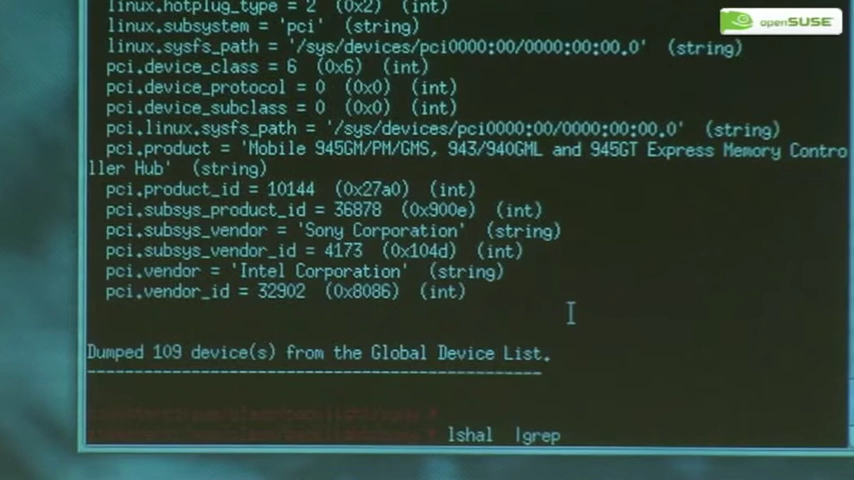 linux.hotplug_type = 2 (0x2) (int)
openSUSE
linux.subsystem = 'pci' (string)
linux.sysfs_path = '/sys/devices/pci0000:00/0000:00:00.0' (string)
pci.device_class = 6 (0x6) (int)
pci.device_protocol = 0 (0x0) (int)
pci.device_subclass = 0 (0x0) (int)
pci.linux.sysfs_path = '/sys/devices/pci0000:00/0000:00:00.0' (string)
pci.product = 'Mobile 945GM/PM/GMS, 943/940GML and 945GT Express Memory Contro
ller Hub' (string)
pci.product_id = 10144 (0x27a0) (int)
pci.subsys_product_id = 36878 (0x900e) (int)
pci.subsys_vendor = 'Sony Corporation' (string)
pci.subsys_vendor_id = 4173 (0x104d) (int)
pci.vendor = 'Intel Corporation' (string)
pci.vendor_id = 32902 (0x8086) (int)
Dumped 109 device(s) from the Global Device List.
------------------------------------------------
lshal |grep